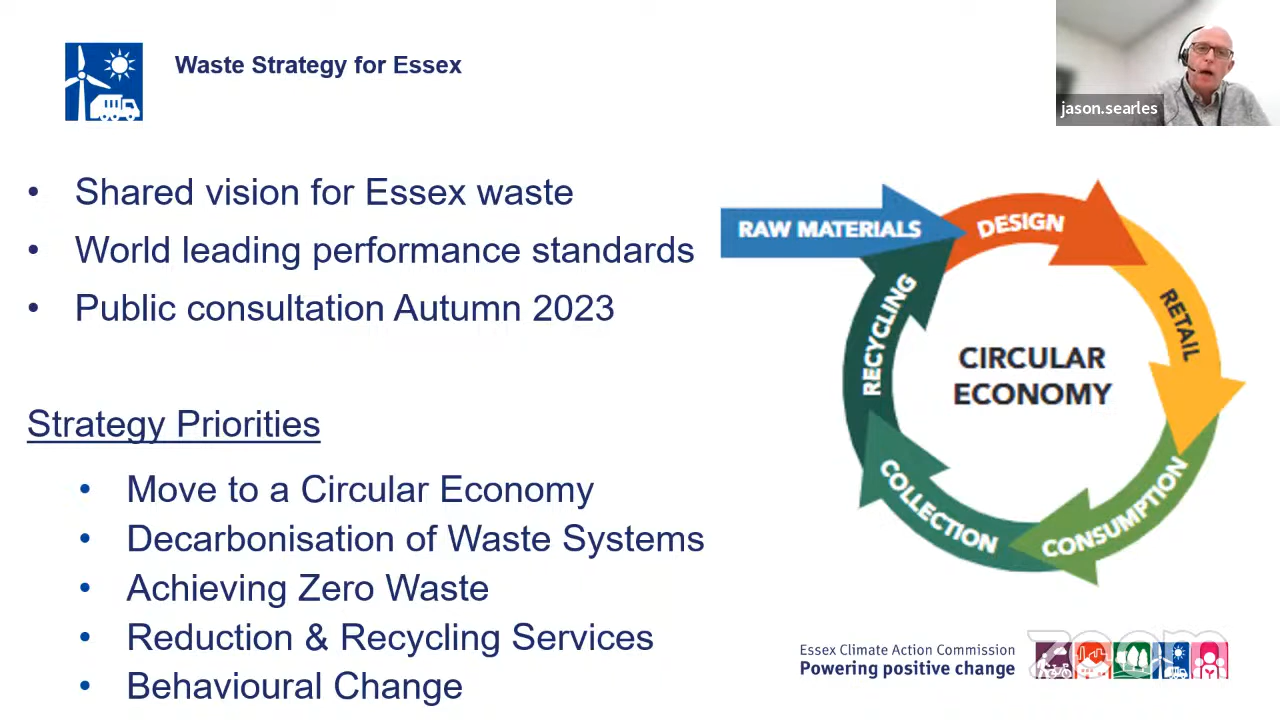 Waste Strategy for Essex
jason.searles
• Shared vision for Essex waste
• World leading performance standards
• Public consultation Autumn 2023
Strategy Priorities
• Move to a Circular Economy
• Decarbonisation of Waste Systems
• Achieving Zero Waste
• Reduction & Recycling Services
• Behavioural Change
RAW MATERIALS
DESIGN
RETAIL
CONSUMPTION
COLLECTION
RECYCLING
CIRCULAR
ECONOMY
Essex Climate Action Commission
Powering positive change
zoom